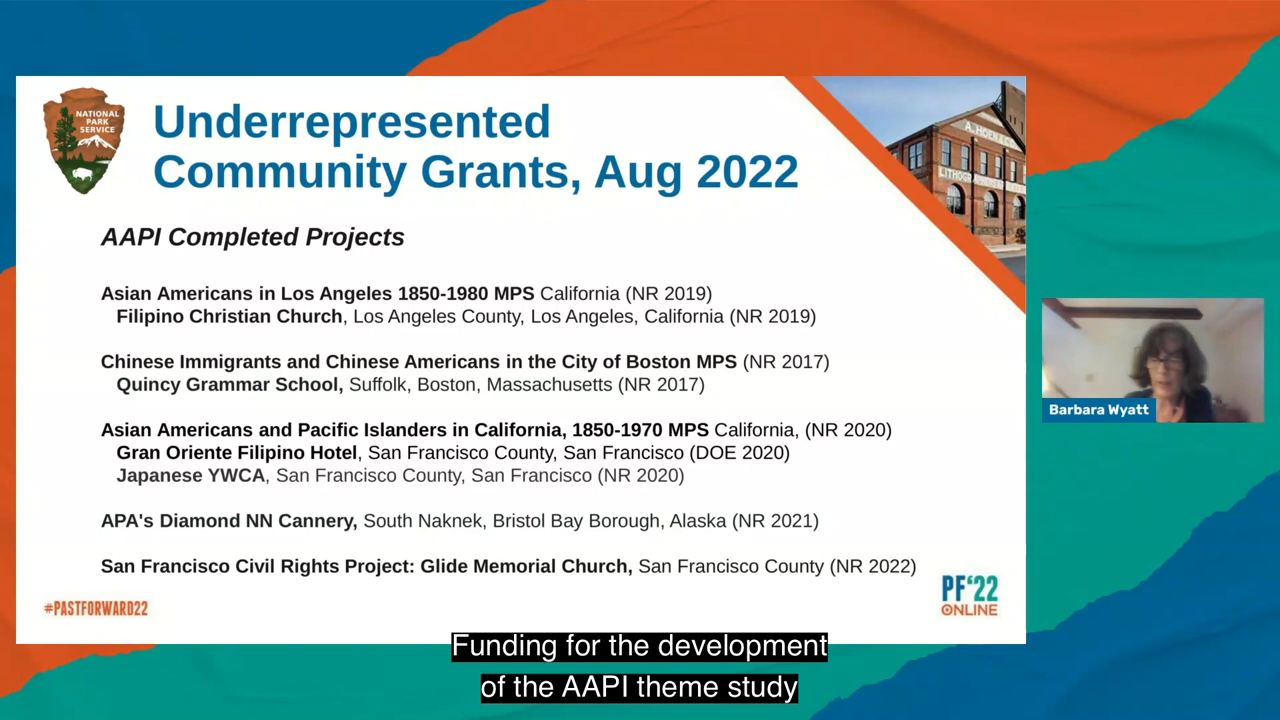 NATIONAL
PARK
SERVICE
Underrepresented
Community Grants, Aug 2022
A. HOEN & CO
LITHOGRAPHERS
AAPI Completed Projects
Asian Americans in Los Angeles 1850-1980 MPS California (NR 2019)
Filipino Christian Church, Los Angeles County, Los Angeles, California (NR 2019)
Chinese Immigrants and Chinese Americans in the City of Boston MPS (NR 2017)
Quincy Grammar School, Suffolk, Boston, Massachusetts (NR 2017)
Asian Americans and Pacific Islanders in California, 1850-1970 MPS California, (NR 2020)
Gran Oriente Filipino Hotel, San Francisco County, San Francisco (DOE 2020)
Japanese YWCA, San Francisco County, San Francisco (NR 2020)
APA's Diamond NN Cannery, South Naknek, Bristol Bay Borough, Alaska (NR 2021)
San Francisco Civil Rights Project: Glide Memorial Church, San Francisco County (NR 2022)
#PASTFORWARD22
PF'22
ONLINE
Barbara Wyatt
Funding for the development
of the AAPI theme study